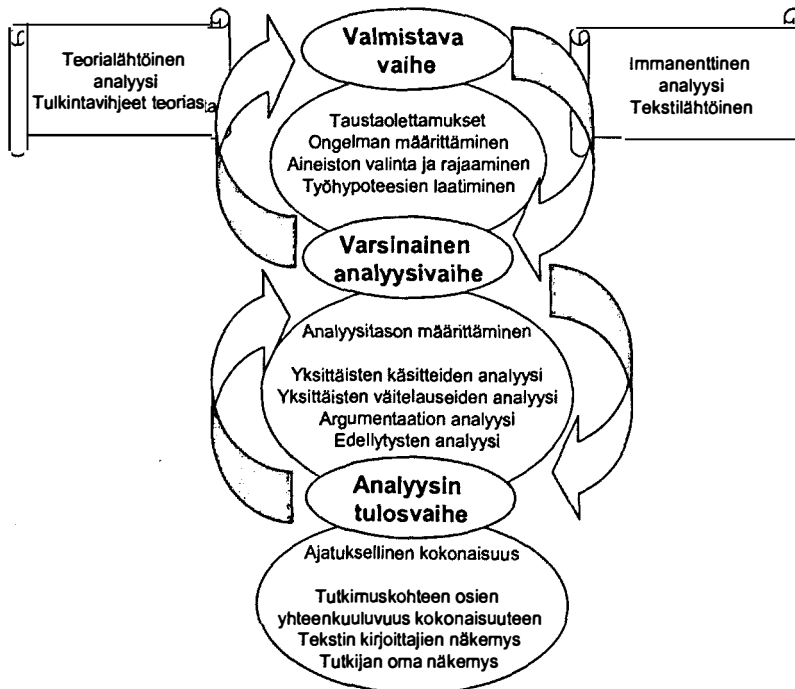 Teorialähtöinen
analyysi
Tulkintavihjeet teoriasta
Valmistava
vaihe
Immanenttinen
analyysi
Tekstilähtöinen
Taustaolettamukset
Ongelman määrittäminen
Aineiston valinta ja rajaaminen
Työhypoteesien laatiminen
Varsinainen
analyysivaihe
Analyysitason määrittäminen
Yksittäisten käsitteiden analyysi
Yksittäisten väitelauseiden analyysi
Argumentaation analyysi
Edellytysten analyysi
Analyysin
tulosvaihe
Ajatuksellinen kokonaisuus
Tutkimuskohteen osien
yhteenkuuluvuus kokonaisuuteen
Tekstin kirjoittajien näkemys
Tutkijan oma näkemys